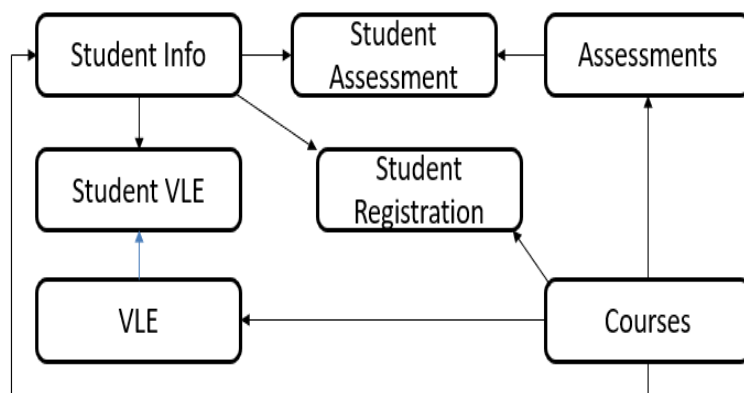 Student Info
Student
Assessment
Assessments
Student VLE
Student
Registration
VLE
Courses